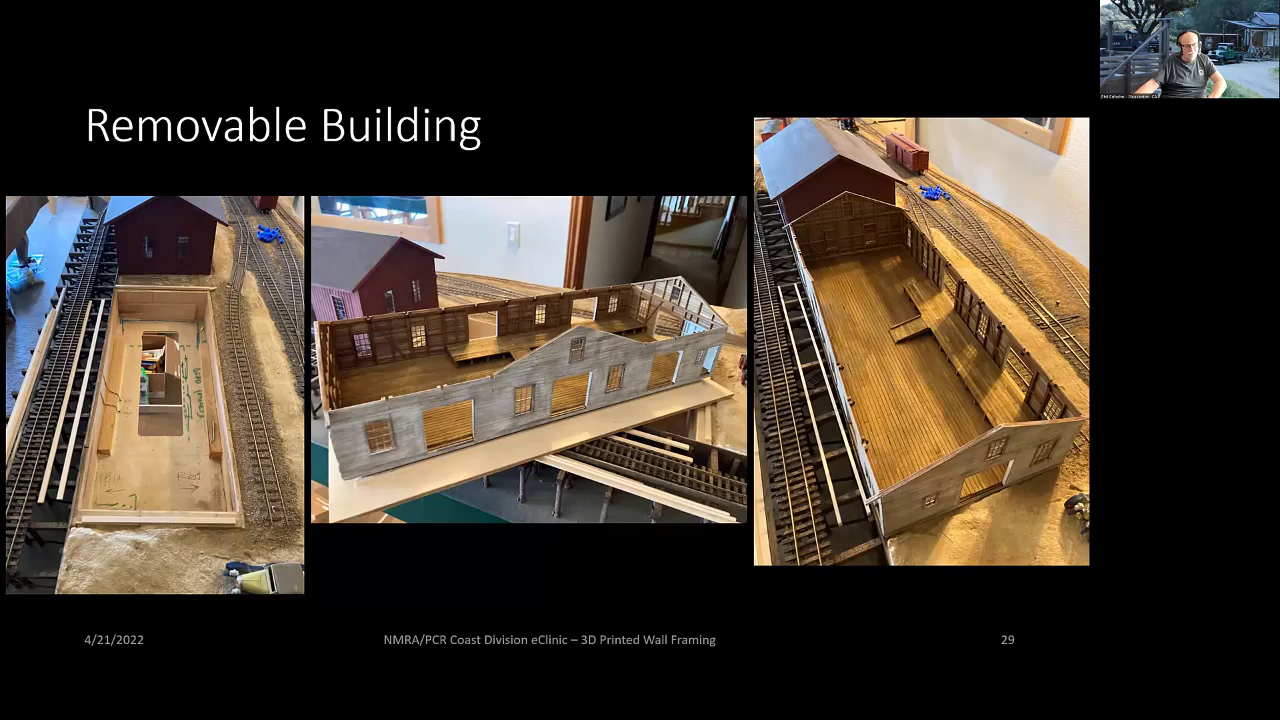 Removable Building
4/21/2022
NMRA/PCR Coast Division eClinic – 3D Printed Wall Framing
29